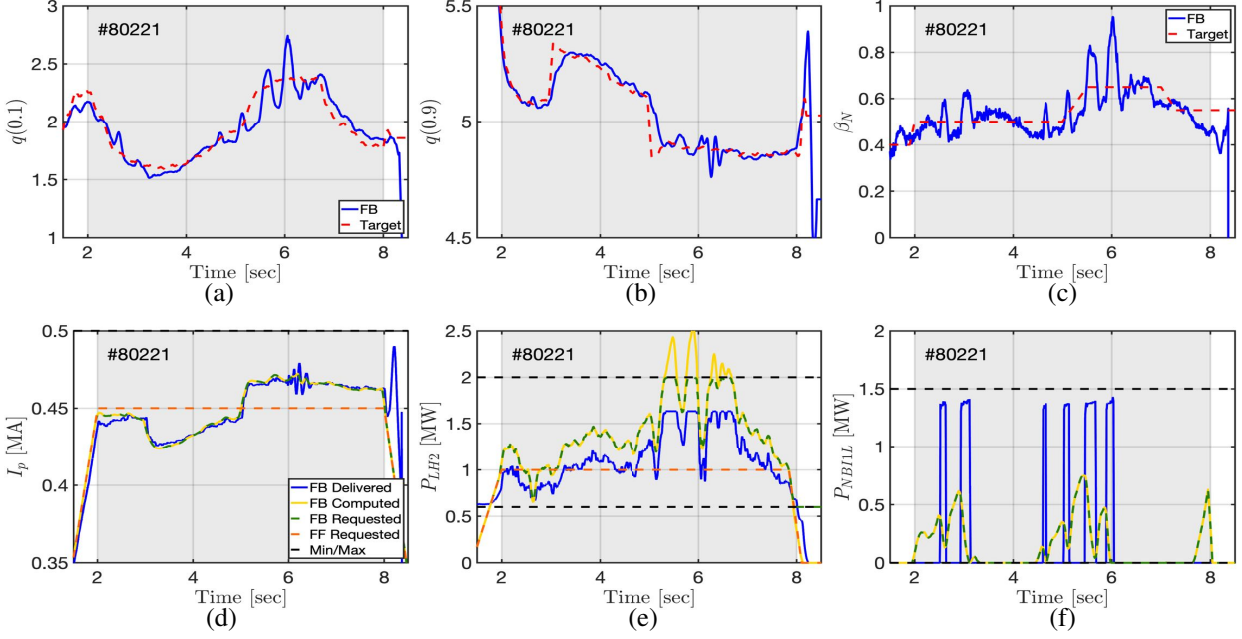 #80221
q(0.1)
3
2.5
2
1.5
1
FB
Target
2
4
6
8
Time [sec]
(a)
#80221
q(0.9)
5.5
5
4.5
2
4
6
8
Time [sec]
(b)
#80221
FB
Target
β_N
1
0.8
0.6
0.4
0.2
0
2
4
6
8
Time [sec]
(c)
#80221
I_p [MA]
0.5
0.45
0.4
0.35
FB Delivered
FB Computed
FB Requested
FF Requested
Min/Max
2
4
6
8
Time [sec]
(d)
#80221
P_LH2 [MW]
2.5
2
1.5
1
0.5
0
2
4
6
8
Time [sec]
(e)
#80221
P_NBI1L [MW]
2
1.5
1
0.5
0
2
4
6
8
Time [sec]
(f)